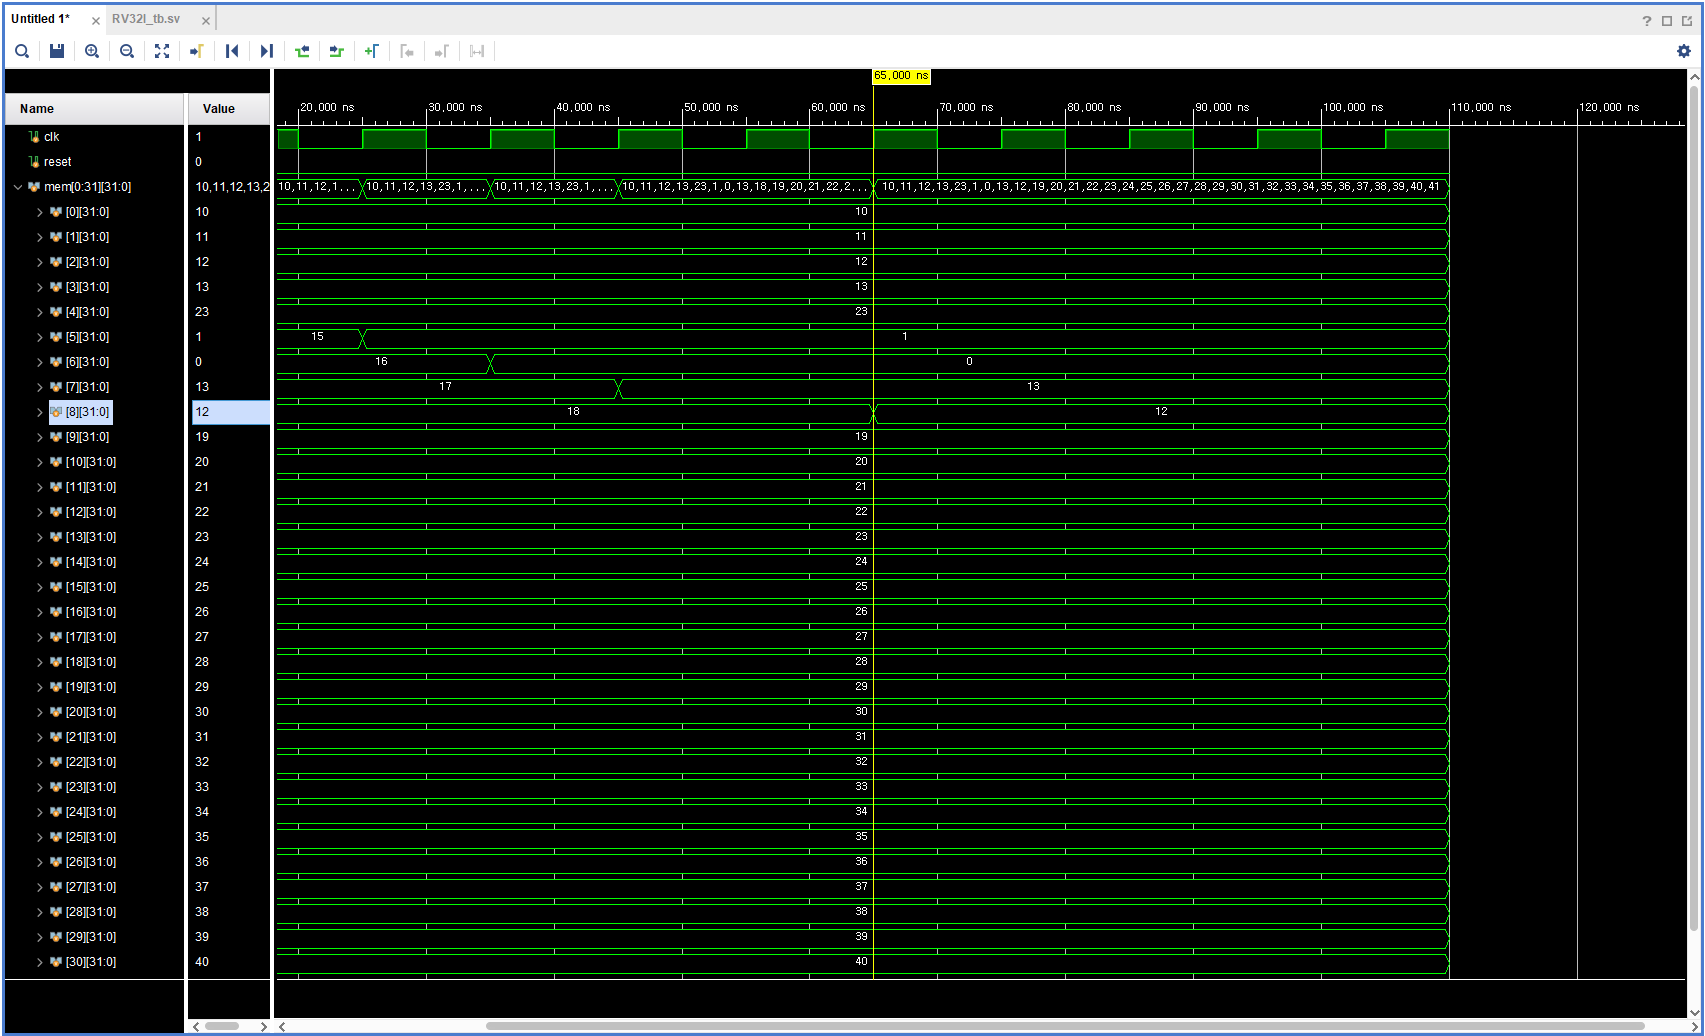 Untitled 1* × RV32I_tb.sv × ?
65,000 ns
Name Value 20,000 ns 30,000 ns 40,000 ns 50,000 ns 60,000 ns 70,000 ns 80,000 ns 90,000 ns 100,000 ns 110,000 ns 120,000 ns
clk 1
reset 0
mem[0:31][31:0] 10,11,12,13,2 10,11,12,1... 10,11,12,13,23,1,... 10,11,12,13,23,1,... 10,11,12,13,23,1,0,13,18,19,20,21,22,2... 10,11,12,13,23,1,0,13,12,19,20,21,22,23,24,25,26,27,28,29,30,31,32,33,34,35,36,37,38,39,40,41
[0][31:0] 10 10
[1][31:0] 11 11
[2][31:0] 12 12
[3][31:0] 13 13
[4][31:0] 23 23
[5][31:0] 1 15 1
[6][31:0] 0 16 0
[7][31:0] 13 17 13
[8][31:0] 12 18 12
[9][31:0] 19 19
[10][31:0] 20 20
[11][31:0] 21 21
[12][31:0] 22 22
[13][31:0] 23 23
[14][31:0] 24 24
[15][31:0] 25 25
[16][31:0] 26 26
[17][31:0] 27 27
[18][31:0] 28 28
[19][31:0] 29 29
[20][31:0] 30 30
[21][31:0] 31 31
[22][31:0] 32 32
[23][31:0] 33 33
[24][31:0] 34 34
[25][31:0] 35 35
[26][31:0] 36 36
[27][31:0] 37 37
[28][31:0] 38 38
[29][31:0] 39 39
[30][31:0] 40 40